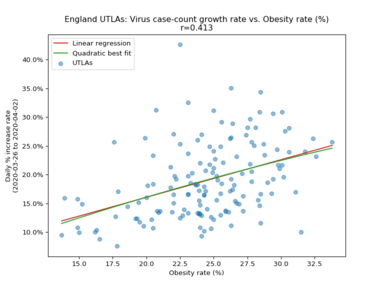 England UTLAs: Virus case-count growth rate vs. Obesity rate (%)
r=0.413
Linear regression
Quadratic best fit
UTLAs
Daily % increase rate
(2020-03-26 to 2020-04-02)
40.0%
35.0%
30.0%
25.0%
20.0%
15.0%
10.0%
15.0
17.5
20.0
22.5
25.0
27.5
30.0
32.5
Obesity rate (%)